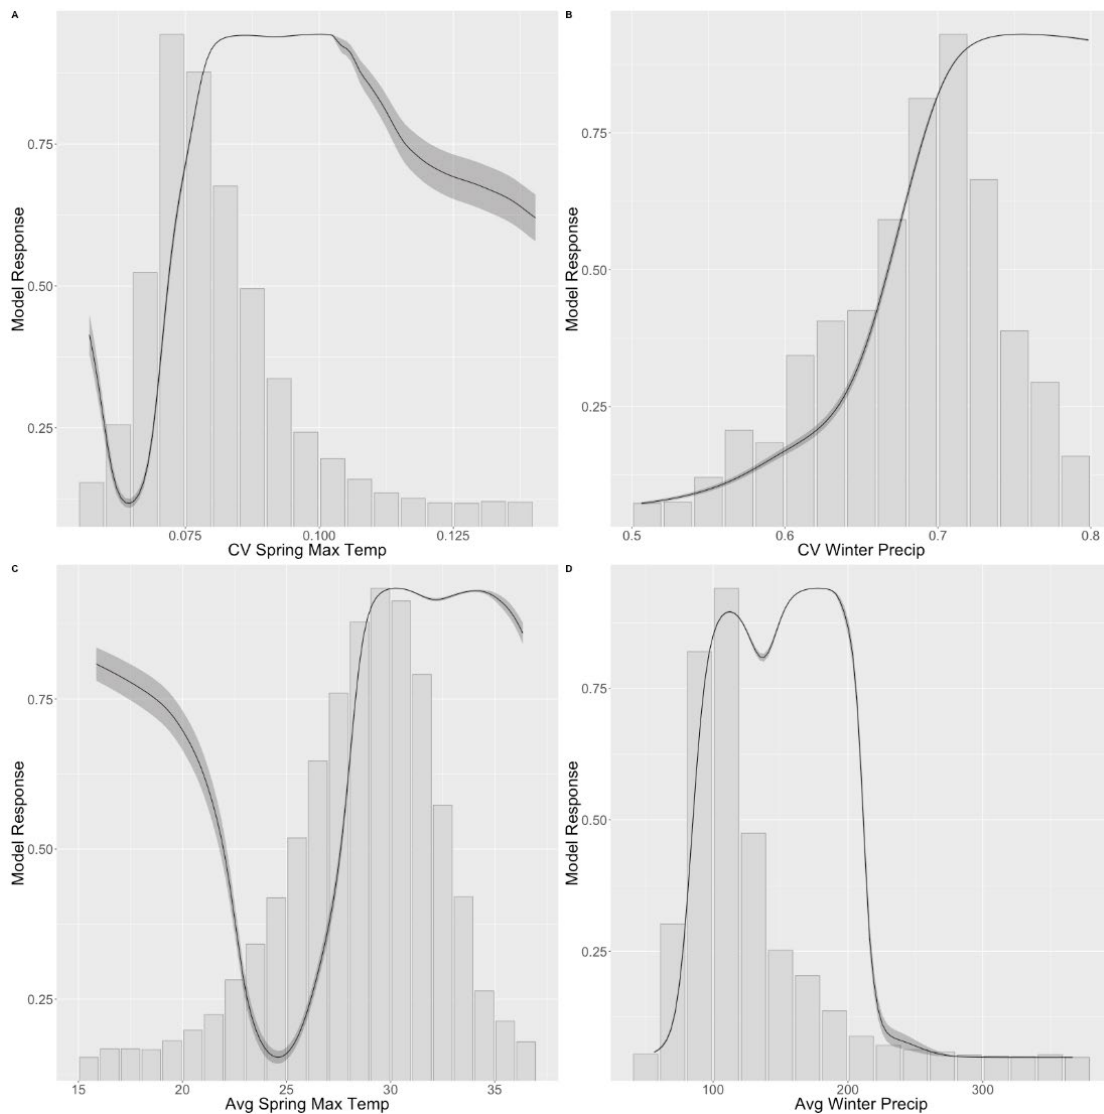 A
Model Response
0.75
0.50
0.25
0.075
0.100
0.125
CV Spring Max Temp
B
Model Response
0.75
0.50
0.25
0.5
0.6
0.7
0.8
CV Winter Precip
C
Model Response
0.75
0.50
0.25
15
20
25
30
35
Avg Spring Max Temp
D
Model Response
0.75
0.50
0.25
100
200
300
Avg Winter Precip